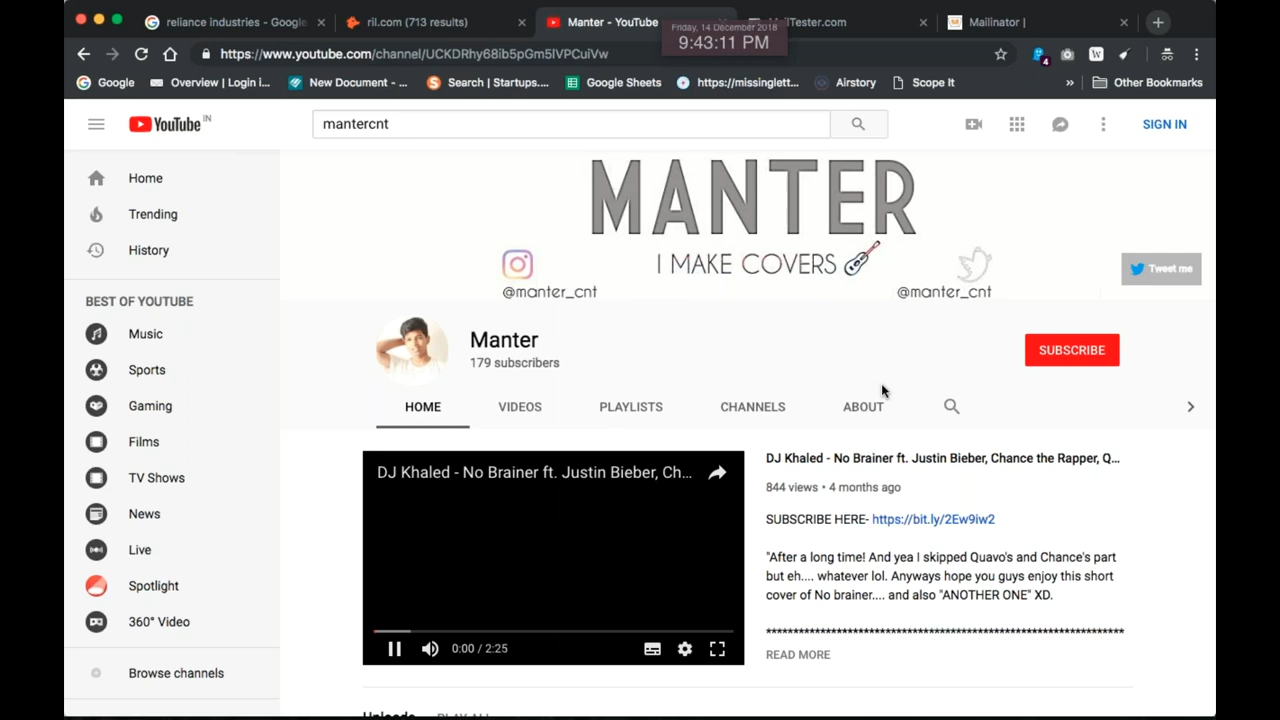 reliance industries - Google
ril.com (713 results)
Manter - YouTube
MailTester.com
Mailinator |
Friday, 14 December 2018
9:43:11 PM
https://www.youtube.com/channel/UCKDRhy68ib5pGm5lVPCuiVw
4
Google
Overview | Login i...
New Document - ...
Search | Startups....
Google Sheets
https://missinglett...
Airstory
Scope It
»
Other Bookmarks
YouTube IN
mantercnt
SIGN IN
Home
Trending
History
BEST OF YOUTUBE
Music
Sports
Gaming
Films
TV Shows
News
Live
Spotlight
360° Video
Browse channels
MANTER
I MAKE COVERS
@manter_cnt
@manter_cnt
Tweet me
Manter
179 subscribers
SUBSCRIBE
HOME
VIDEOS
PLAYLISTS
CHANNELS
ABOUT
DJ Khaled - No Brainer ft. Justin Bieber, Ch...
0:00 / 2:25
DJ Khaled - No Brainer ft. Justin Bieber, Chance the Rapper, Q...
844 views • 4 months ago
SUBSCRIBE HERE- https://bit.ly/2Ew9iw2
"After a long time! And yea I skipped Quavo's and Chance's part
but eh.... whatever lol. Anyways hope you guys enjoy this short
cover of No brainer.... and also "ANOTHER ONE" XD.
******************************************************************
READ MORE
Uploads
PLAY ALL